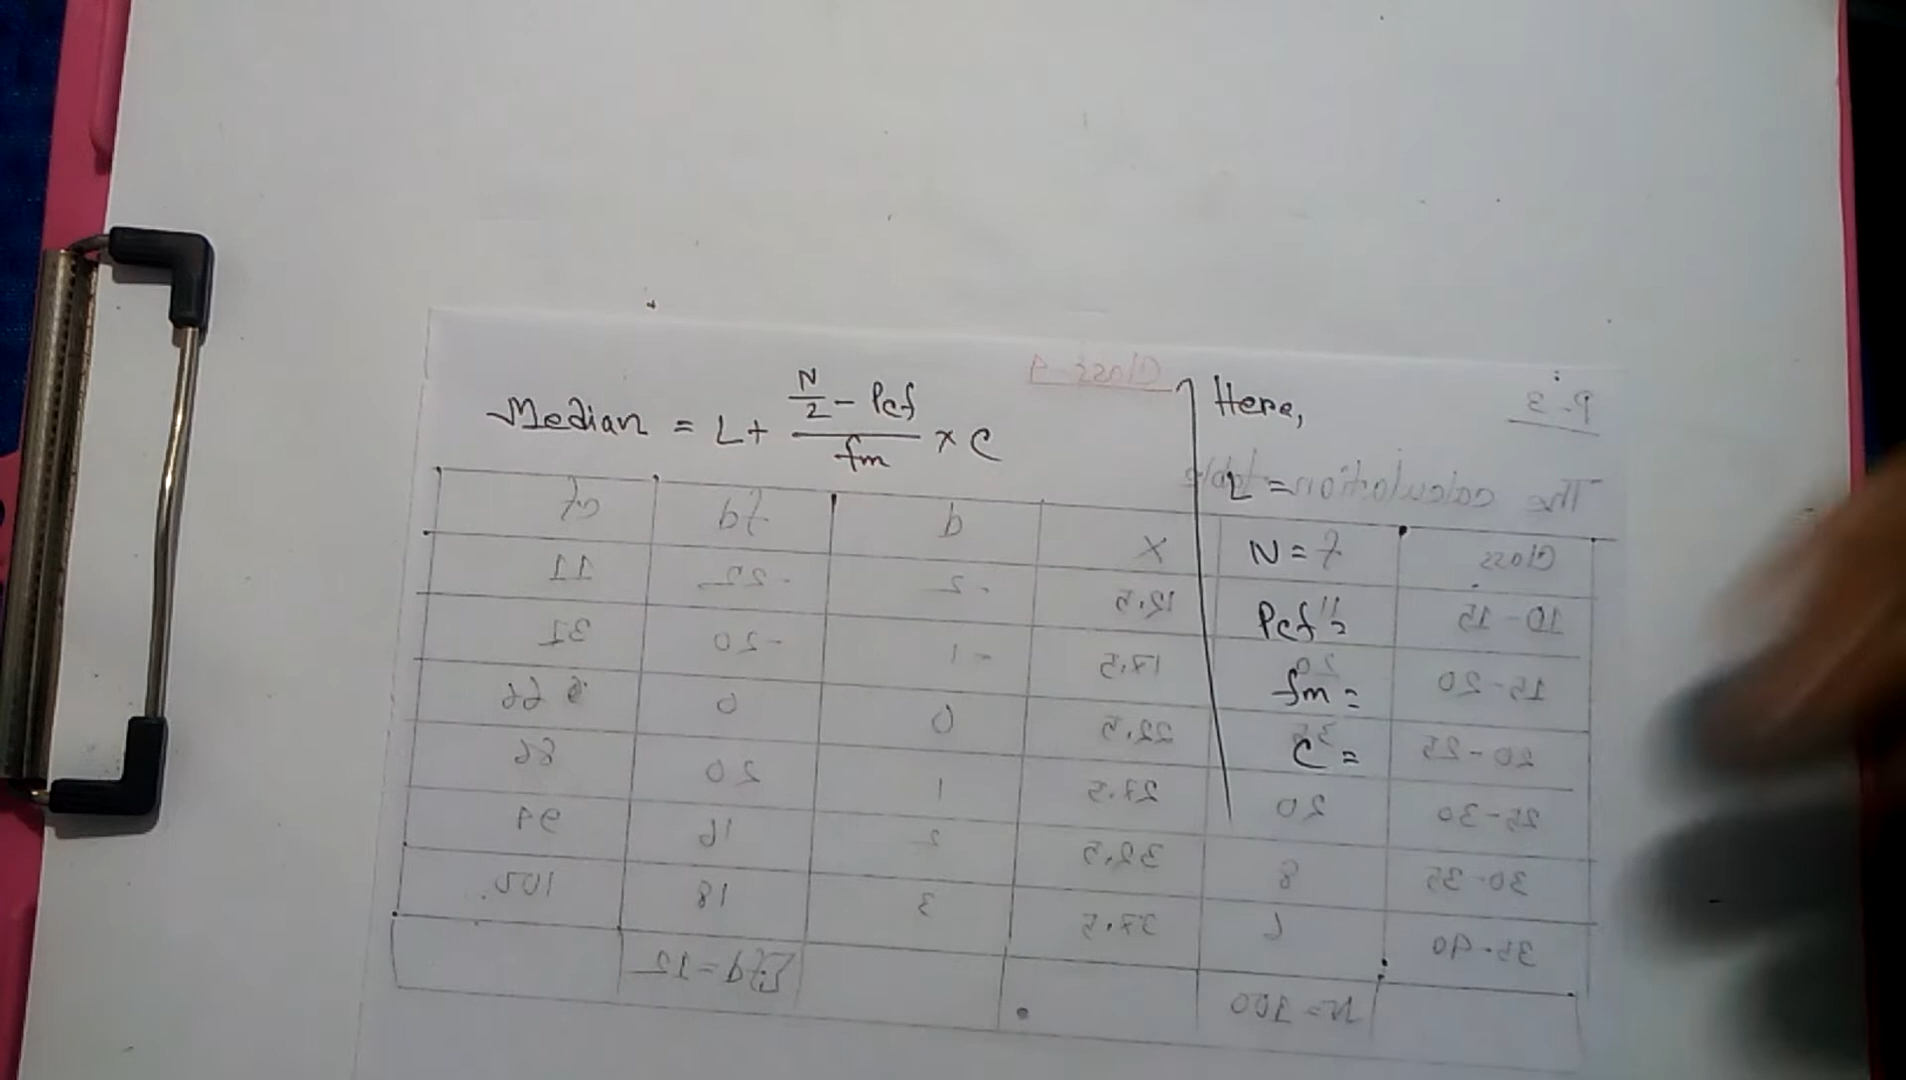 Median = L + (N/2 - Pcf)/fm × C
Here,
L =
N =
Pcf =
fm =
C =
P-3
The calculation table
Class f X d fd cf
10-15 11 12.5 -2 -22 11
15-20 20 17.5 -1 -20 31
20-25 35 22.5 0 0 66
25-30 20 27.5 1 20 86
30-35 8 32.5 2 16 94
35-40 6 37.5 3 18 100
N=100 Σfd=12